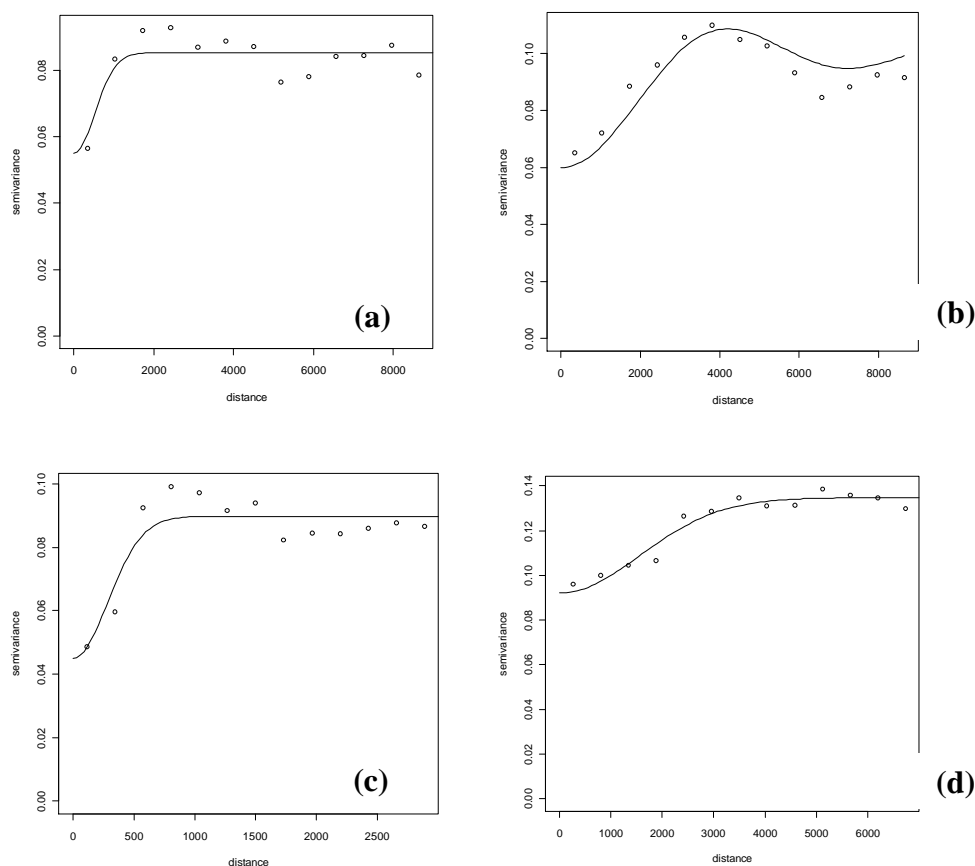 semivariance
0.00 0.02 0.04 0.06 0.08
(a)
0 2000 4000 6000 8000
distance
semivariance
0.00 0.02 0.04 0.06 0.08 0.10
(b)
0 2000 4000 6000 8000
distance
semivariance
0.00 0.02 0.04 0.06 0.08 0.10
(c)
0 500 1000 1500 2000 2500
distance
semivariance
0.00 0.02 0.04 0.06 0.08 0.10 0.12 0.14
(d)
0 1000 2000 3000 4000 5000 6000
distance